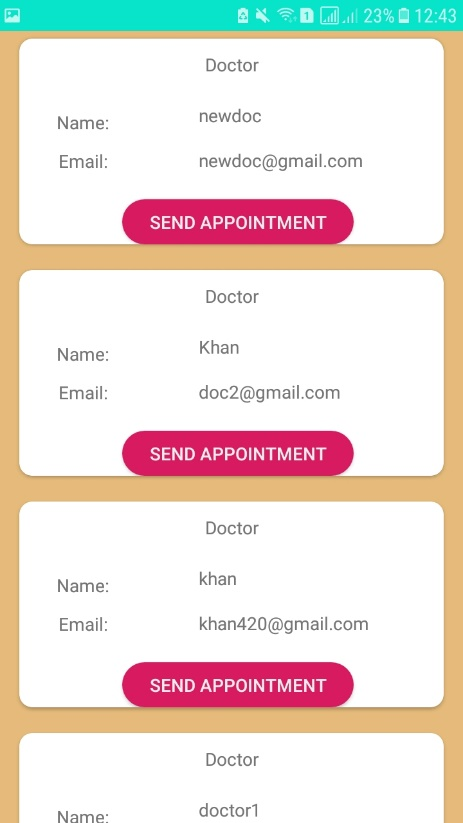 1 23% 12:43
Doctor
Name: newdoc
Email: newdoc@gmail.com
SEND APPOINTMENT
Doctor
Name: Khan
Email: doc2@gmail.com
SEND APPOINTMENT
Doctor
Name: khan
Email: khan420@gmail.com
SEND APPOINTMENT
Doctor
Name: doctor1